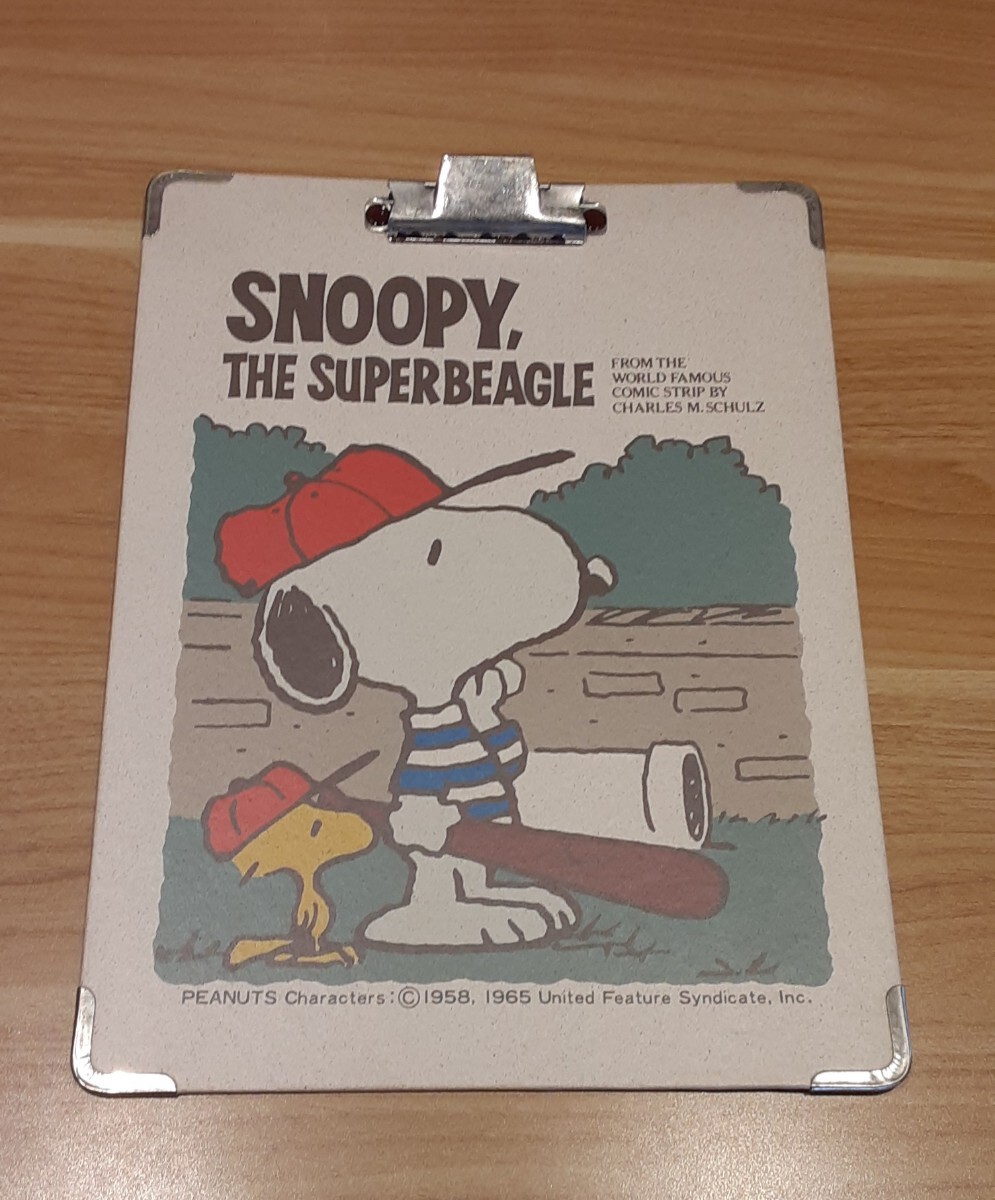 SNOOPY,
THE SUPERBEAGLE
FROM THE
WORLD FAMOUS
COMIC STRIP BY
CHARLES M. SCHULZ
PEANUTS Characters:©1958, 1965 United Feature Syndicate, Inc.